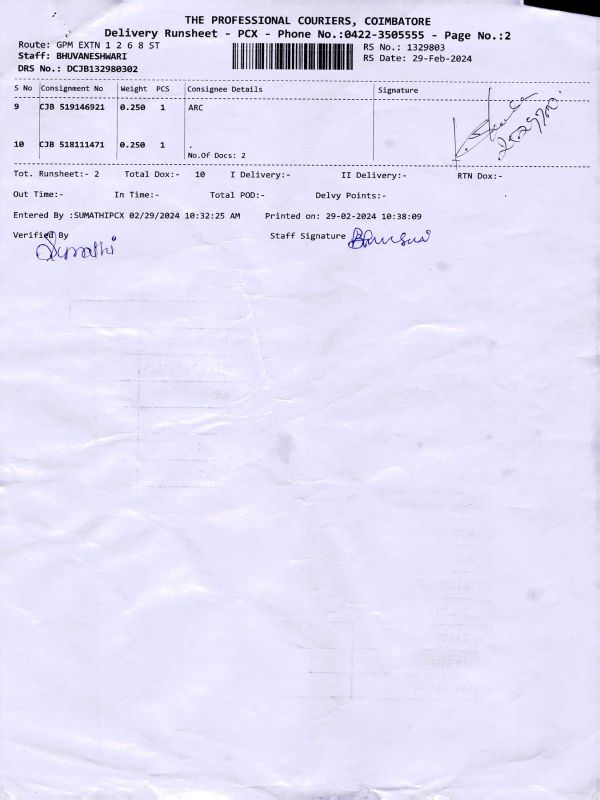 THE PROFESSIONAL COURIERS, COIMBATORE
Delivery Runsheet - PCX - Phone No.:0422-3505555 - Page No.:2
Route: GPM EXTN 1 2 6 8 ST RS No.: 1329803
Staff: BHUVANESHWARI RS Date: 29-Feb-2024
DRS No.: DCJB132980302
S No Consignment No Weight PCS Consignee Details Signature
9 CJB 519146921 0.250 1 ARC
10 CJB 518111471 0.250 1 .
No.Of Docs: 2
Tot. Runsheet:- 2 Total Dox:- 10 I Delivery:- II Delivery:- RTN Dox:-
Out Time:- In Time:- Total POD:- Delvy Points:-
Entered By :SUMATHIPCX 02/29/2024 10:32:25 AM Printed on: 29-02-2024 10:38:09
Verified By Staff Signature
Sumathi